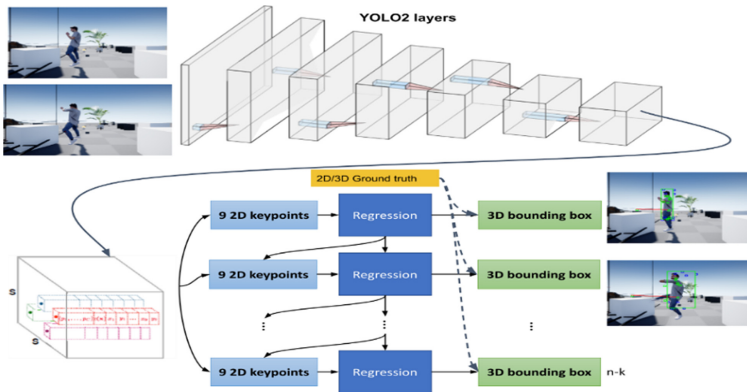 YOLO2 layers
2D/3D Ground truth
9 2D keypoints
Regression
3D bounding box
9 2D keypoints
Regression
3D bounding box
...
...
...
9 2D keypoints
Regression
3D bounding box
n-k
S
S